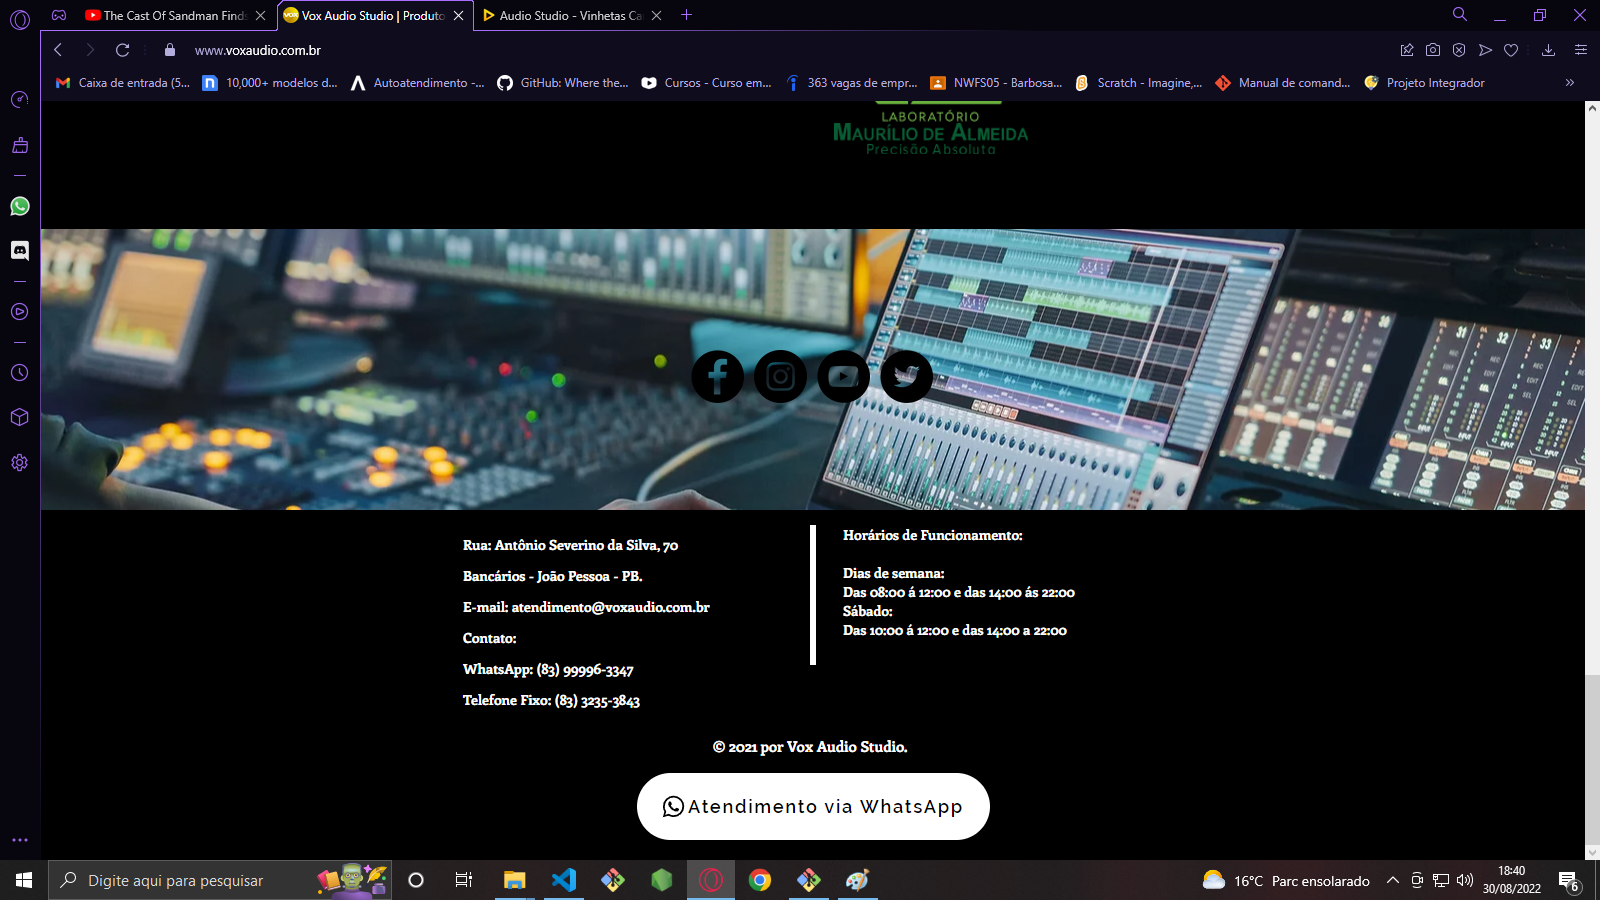 The Cast Of Sandman Finds
Vox Audio Studio | Produto
Audio Studio - Vinhetas Ca
www.voxaudio.com.br
Caixa de entrada (5...
10,000+ modelos d...
Autoatendimento -...
GitHub: Where the...
Cursos - Curso em...
363 vagas de empr...
NWFS05 - Barbosa...
Scratch - Imagine,...
Manual de comand...
Projeto Integrador
LABORATÓRIO
MAURÍLIO DE ALMEIDA
Precisão Absoluta
Rua: Antônio Severino da Silva, 70
Bancários - João Pessoa - PB.
E-mail: atendimento@voxaudio.com.br
Contato:
WhatsApp: (83) 99996-3347
Telefone Fixo: (83) 3235-3843
Horários de Funcionamento:
Dias de semana:
Das 08:00 á 12:00 e das 14:00 ás 22:00
Sábado:
Das 10:00 á 12:00 e das 14:00 a 22:00
© 2021 por Vox Audio Studio.
Atendimento via WhatsApp
Digite aqui para pesquisar
16°C Parc ensolarado
18:40
30/08/2022
6